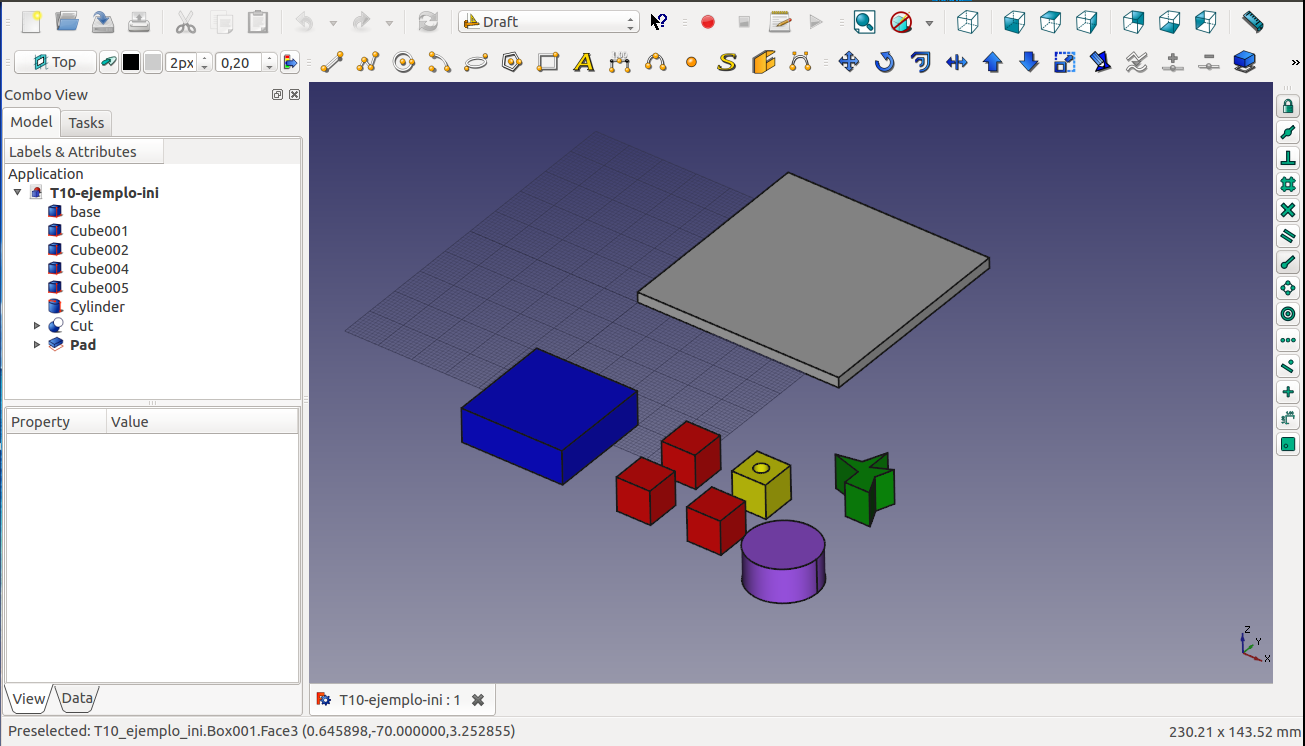 Draft
Top
2px
0,20
»
Combo View
Model
Tasks
Labels & Attributes
Application
T10-ejemplo-ini
base
Cube001
Cube002
Cube004
Cube005
Cylinder
Cut
Pad
Property
Value
View
Data
Z
Y
X
T10-ejemplo-ini : 1
Preselected: T10_ejemplo_ini.Box001.Face3 (0.645898,-70.000000,3.252855)
230.21 x 143.52 mm